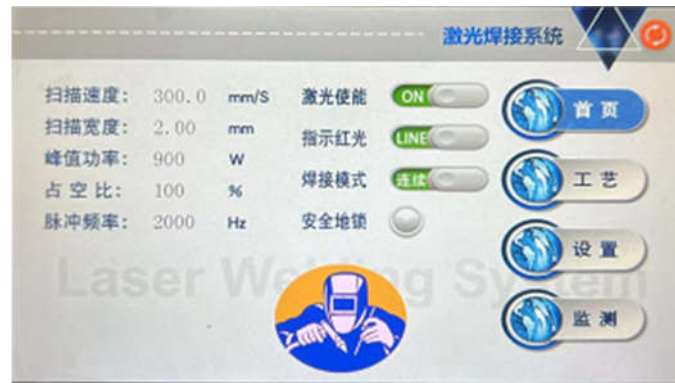 激光焊接系统
扫描速度: 300.0 mm/S 激光使能 ON 首页
扫描宽度: 2.00 mm 指示红光 LINE
峰值功率: 900 W 焊接模式 连续 工艺
占空比: 100 %
脉冲频率: 2000 Hz 安全地锁 设置
Laser Welding System
监测